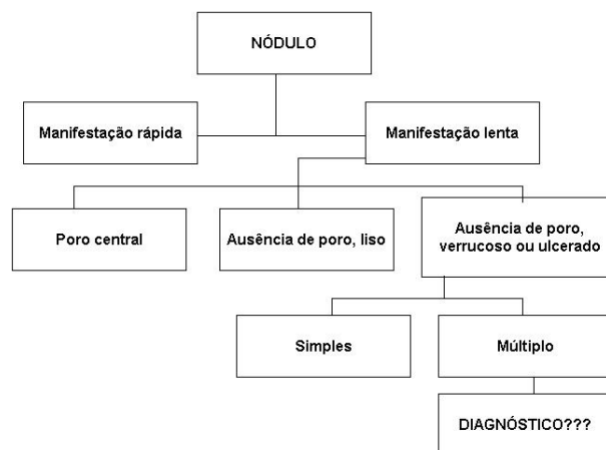 NÓDULO
Manifestação rápida
Manifestação lenta
Poro central
Ausência de poro, liso
Ausência de poro,
verrucoso ou ulcerado
Simples
Múltiplo
DIAGNÓSTICO???